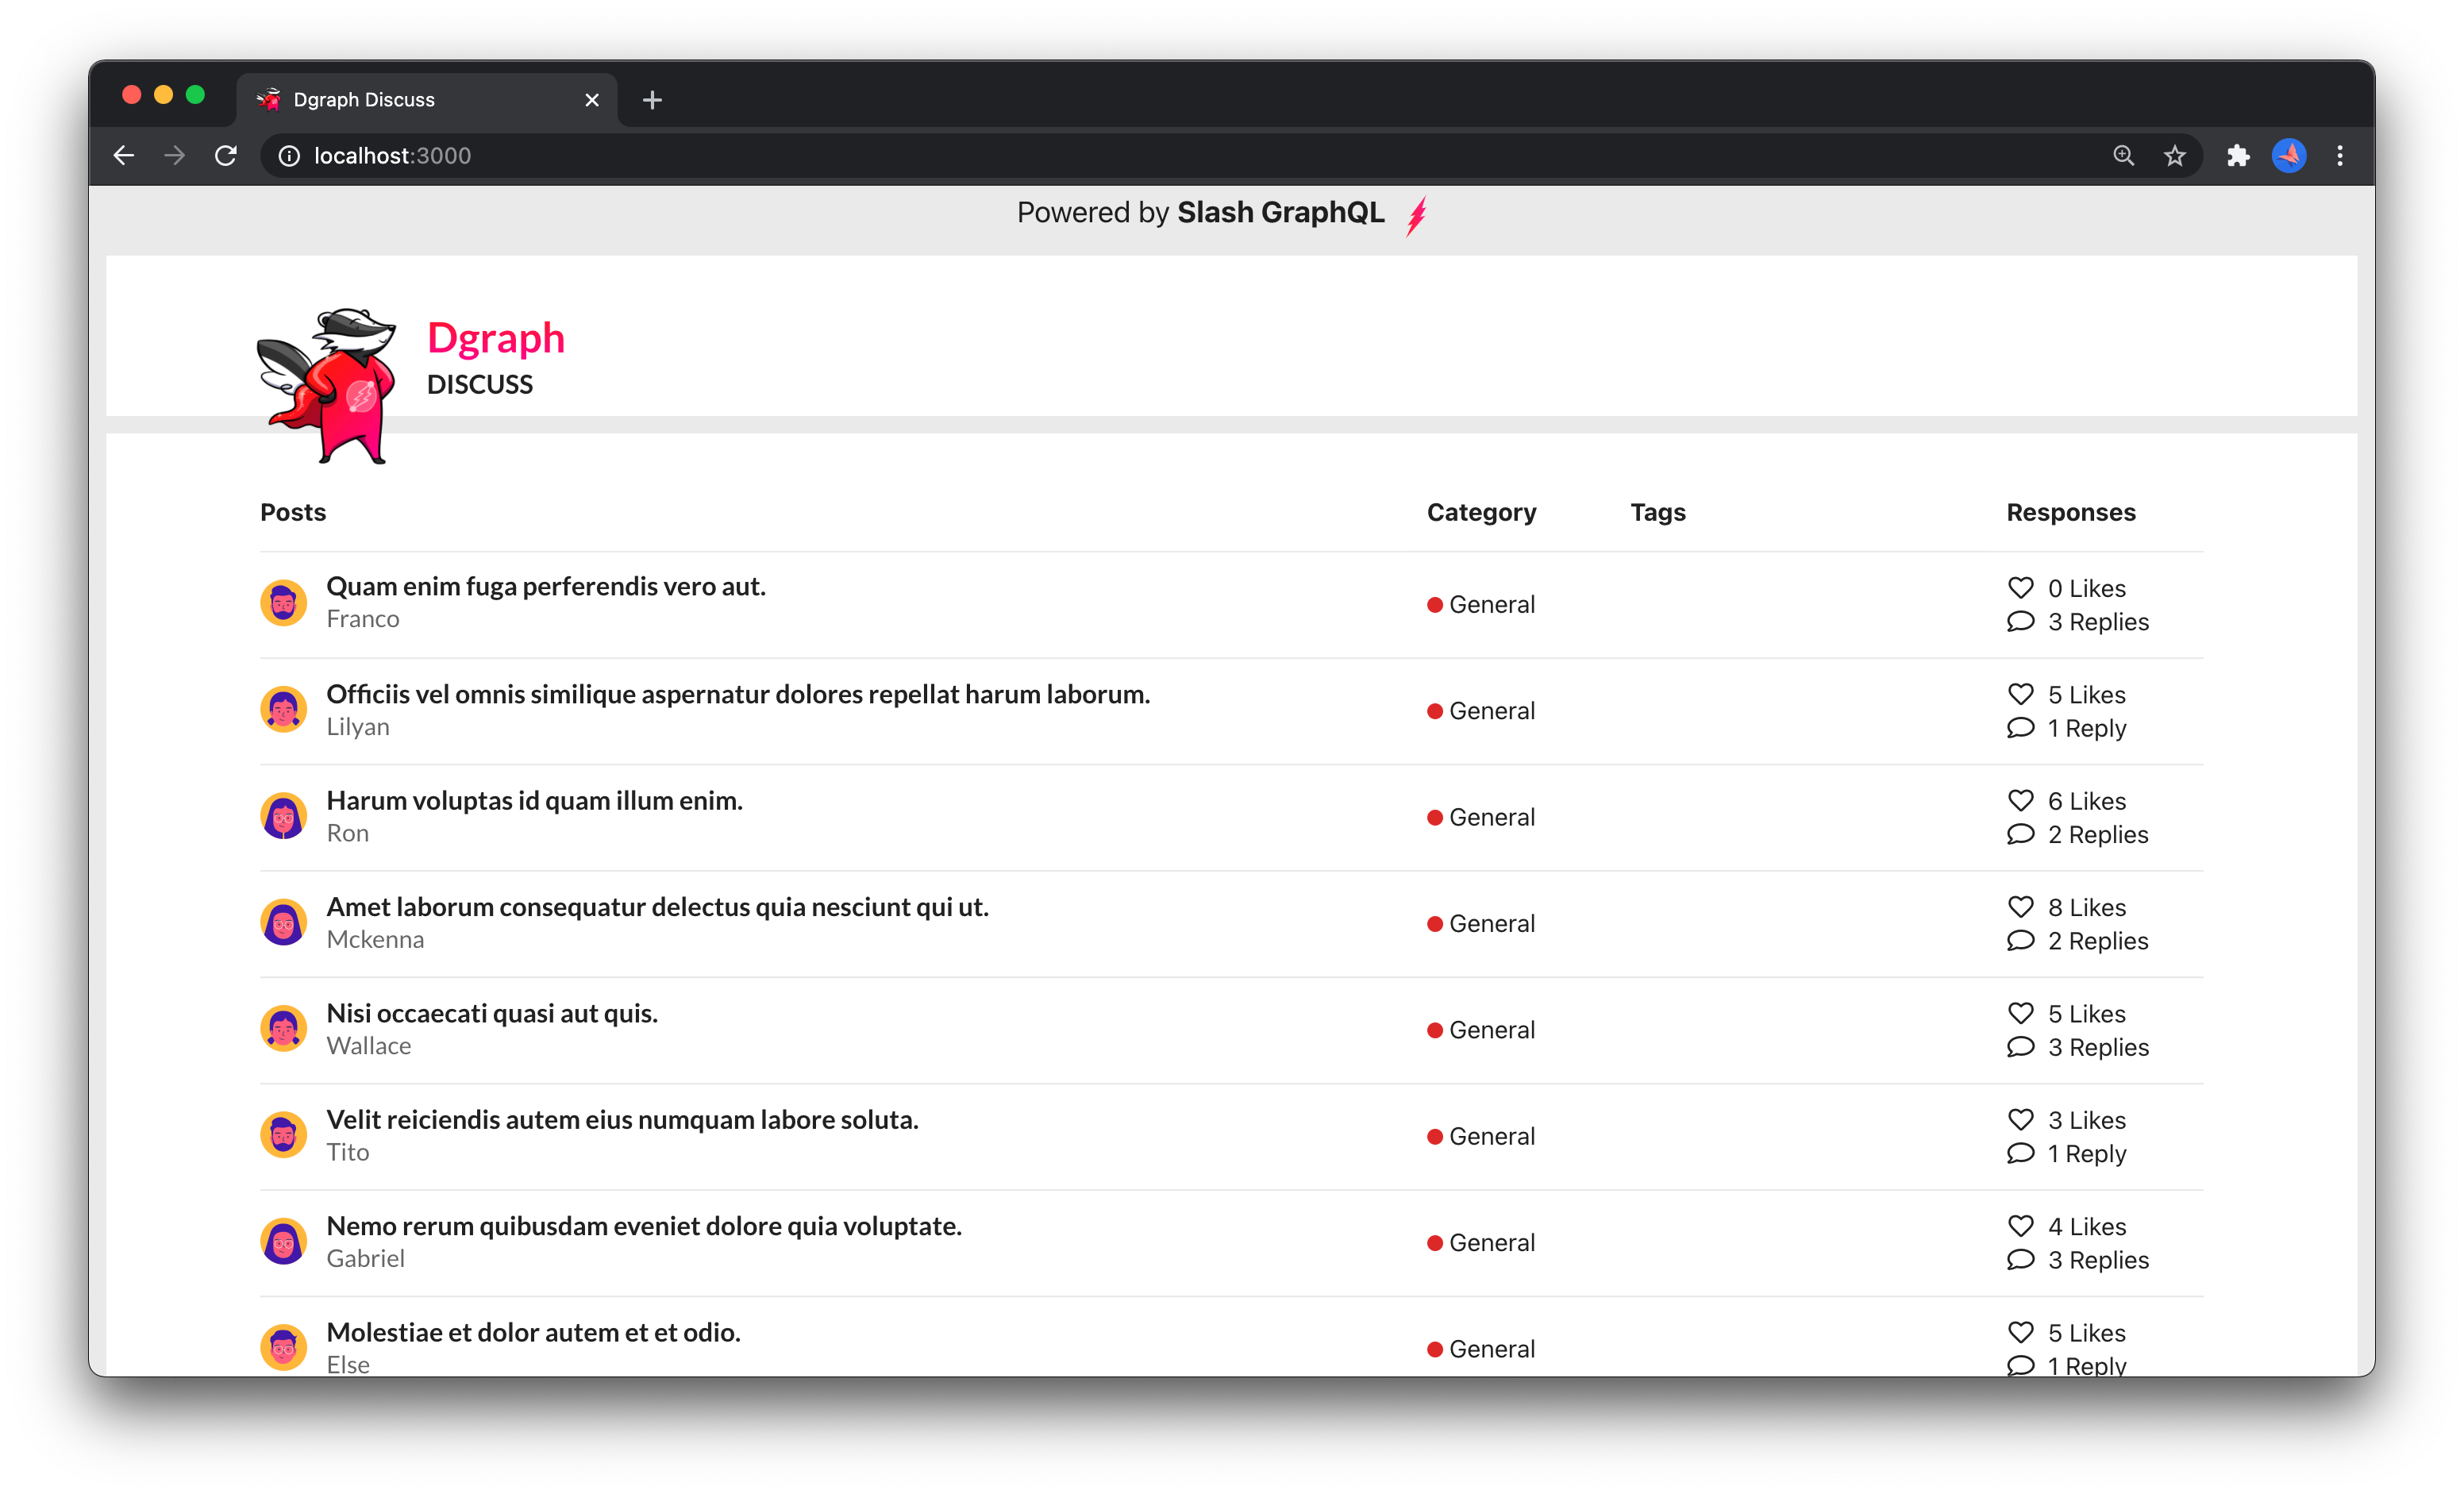 Dgraph Discuss
localhost:3000
Powered by Slash GraphQL
Dgraph
DISCUSS
Posts Category Tags Responses
Quam enim fuga perferendis vero aut.
Franco
General
0 Likes
3 Replies
Officiis vel omnis similique aspernatur dolores repellat harum laborum.
Lilyan
General
5 Likes
1 Reply
Harum voluptas id quam illum enim.
Ron
General
6 Likes
2 Replies
Amet laborum consequatur delectus quia nesciunt qui ut.
Mckenna
General
8 Likes
2 Replies
Nisi occaecati quasi aut quis.
Wallace
General
5 Likes
3 Replies
Velit reiciendis autem eius numquam labore soluta.
Tito
General
3 Likes
1 Reply
Nemo rerum quibusdam eveniet dolore quia voluptate.
Gabriel
General
4 Likes
3 Replies
Molestiae et dolor autem et et odio.
Else
General
5 Likes
1 Reply